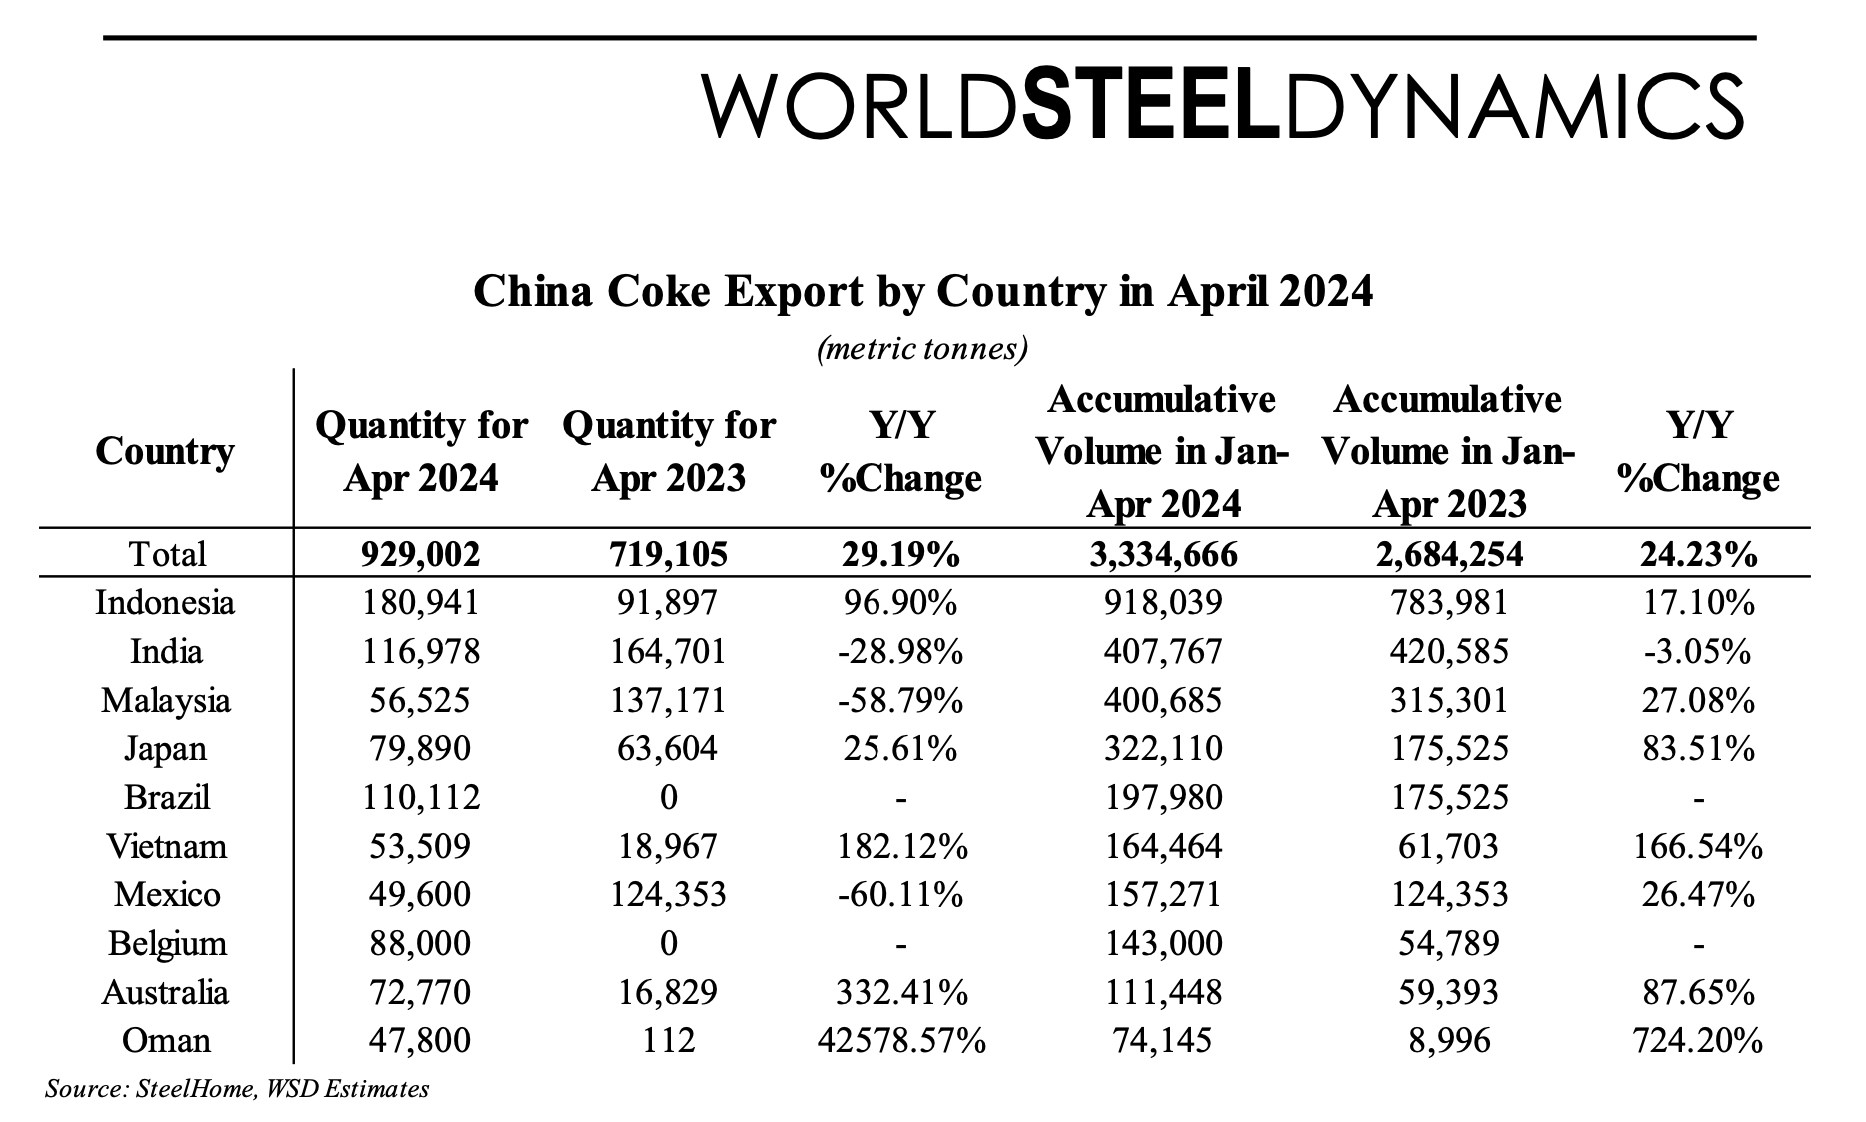 WORLDSTEELDYNAMICS
China Coke Export by Country in April 2024
(metric tonnes)
Country | Quantity for Apr 2024 | Quantity for Apr 2023 | Y/Y %Change | Accumulative Volume in Jan-Apr 2024 | Accumulative Volume in Jan-Apr 2023 | Y/Y %Change
Total | 929,002 | 719,105 | 29.19% | 3,334,666 | 2,684,254 | 24.23%
Indonesia | 180,941 | 91,897 | 96.90% | 918,039 | 783,981 | 17.10%
India | 116,978 | 164,701 | -28.98% | 407,767 | 420,585 | -3.05%
Malaysia | 56,525 | 137,171 | -58.79% | 400,685 | 315,301 | 27.08%
Japan | 79,890 | 63,604 | 25.61% | 322,110 | 175,525 | 83.51%
Brazil | 110,112 | 0 | - | 197,980 | 175,525 | -
Vietnam | 53,509 | 18,967 | 182.12% | 164,464 | 61,703 | 166.54%
Mexico | 49,600 | 124,353 | -60.11% | 157,271 | 124,353 | 26.47%
Belgium | 88,000 | 0 | - | 143,000 | 54,789 | -
Australia | 72,770 | 16,829 | 332.41% | 111,448 | 59,393 | 87.65%
Oman | 47,800 | 112 | 42578.57% | 74,145 | 8,996 | 724.20%
Source: SteelHome, WSD Estimates